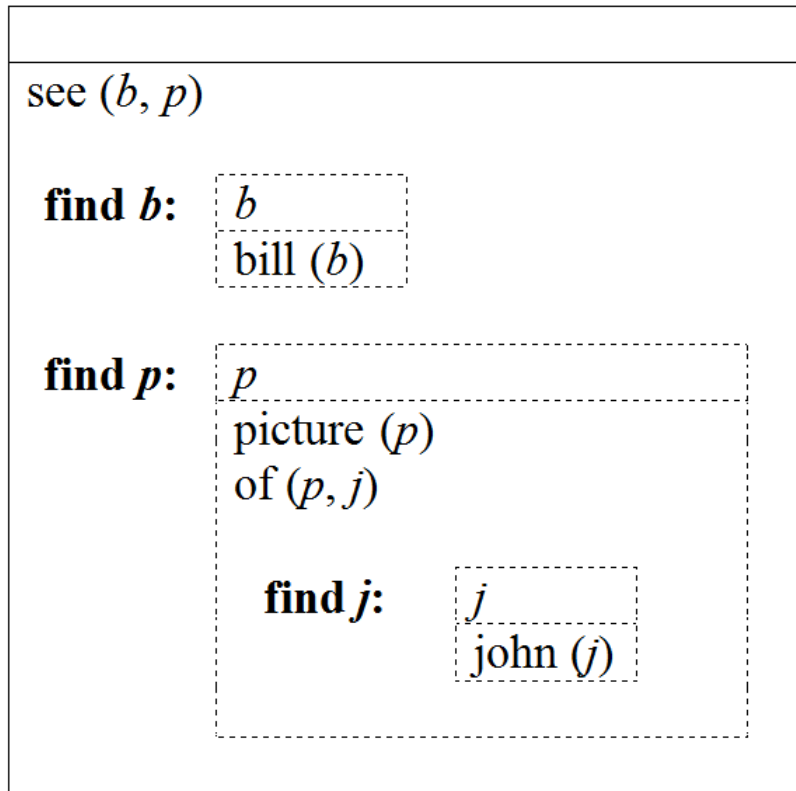 see (b, p)
find b: b
bill (b)
find p: p
picture (p)
of (p, j)
find j: j
john (j)